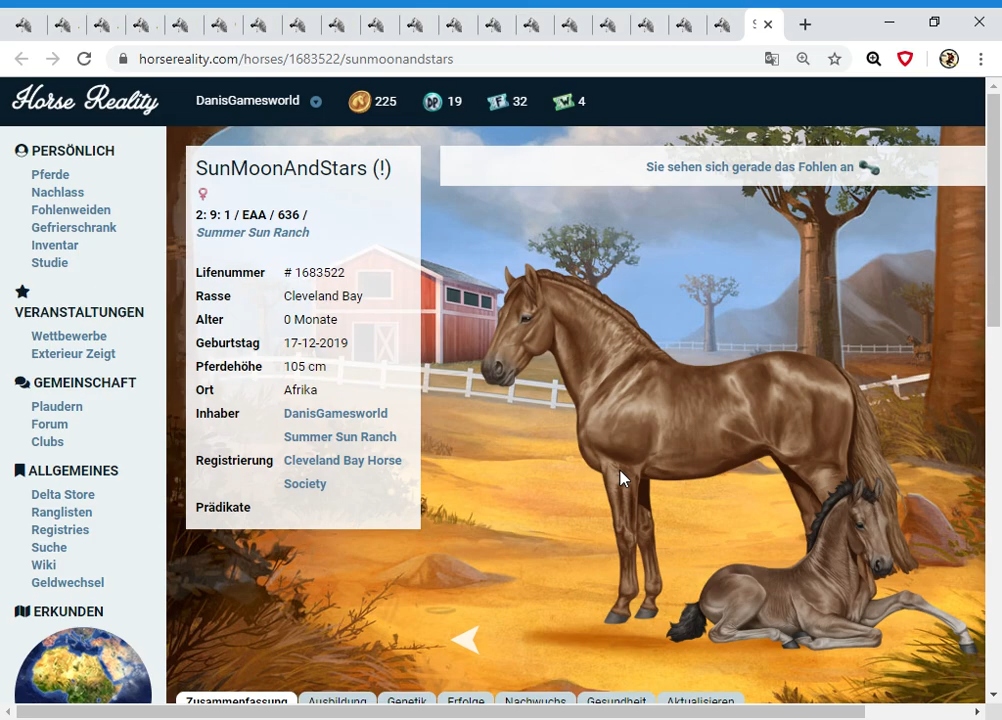 S
horsereality.com/horses/1683522/sunmoonandstars
Horse Reality
DanisGamesworld
225
DP
19
F
32
4
PERSÖNLICH
Pferde
Nachlass
Fohlenweiden
Gefrierschrank
Inventar
Studie
VERANSTALTUNGEN
Wettbewerbe
Exterieur Zeigt
GEMEINSCHAFT
Plaudern
Forum
Clubs
ALLGEMEINES
Delta Store
Ranglisten
Registries
Suche
Wiki
Geldwechsel
ERKUNDEN
SunMoonAndStars (!)
♀
2: 9: 1 / EAA / 636 /
Summer Sun Ranch
Lifenummer # 1683522
Rasse Cleveland Bay
Alter 0 Monate
Geburtstag 17-12-2019
Pferdehöhe 105 cm
Ort Afrika
Inhaber DanisGamesworld
Summer Sun Ranch
Registrierung Cleveland Bay Horse
Society
Prädikate
Sie sehen sich gerade das Fohlen an
Zusammenfassung Ausbildung Genetik Erfolge Nachwuchs Gesundheit Aktualisieren